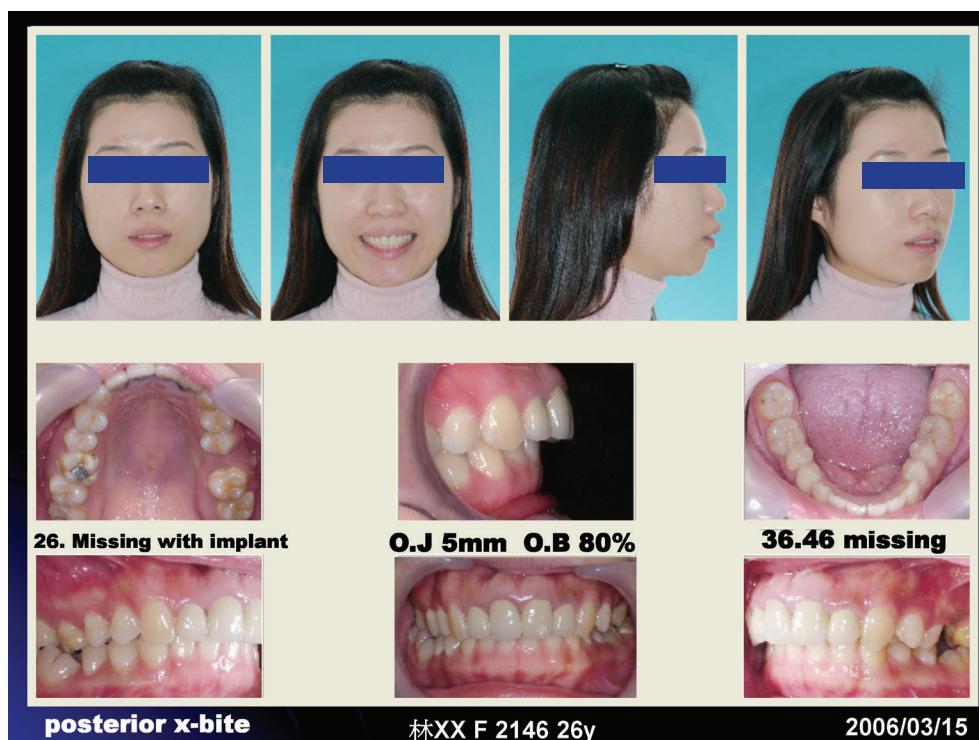 26. Missing with implant
O.J 5mm O.B 80%
36.46 missing
posterior x-bite
林XX F 2146 26y
2006/03/15